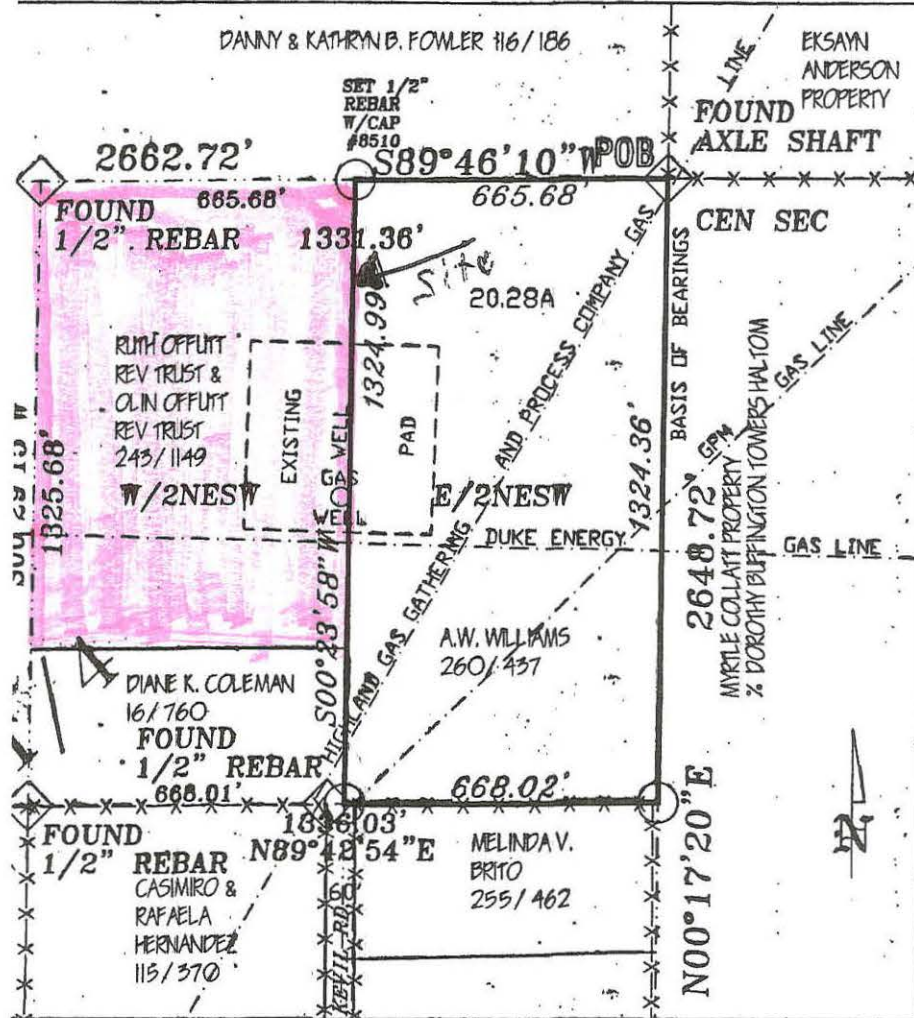 DANNY & KATHRYN B. FOWLER 116/186
EKSAYN
ANDERSON
PROPERTY
LINE
SET 1/2"
REBAR
W/CAP
#8510
FOUND
AXLE SHAFT
2662.72'
S89°46'10"W
POB
665.68'
665.68'
FOUND
1/2" REBAR
1331.36'
CEN SEC
Site
20.28A
1324.99'
RUTH OFFUTT
REV TRUST &
OLIN OFFUTT
REV TRUST
243/1149
EXISTING
GAS WELL
PAD
HIGHLAND GAS GATHERING AND PROCESS COMPANY GAS
BASIS OF BEARINGS
1324.36'
GPM GAS LINE
1325.68'
W/2NESW
E/2NESW
DUKE ENERGY
GAS LINE
S00°23'58"W
2648.72'
MYRTLE COLLATT PROPERTY
% DOROTHY BUFFINGTON TOWERS HALTOM
A.W. WILLIAMS
260/437
DIANE K. COLEMAN
16/760
FOUND
1/2" REBAR
668.01'
668.02'
1336.03'
N89°42'54"E
FOUND
1/2" REBAR
CASIMIRO &
RAFAELA
HERNANDEZ
115/370
60'
KEVIL RD
MELINDA V.
BRITO
255/462
N00°17'20"E
N